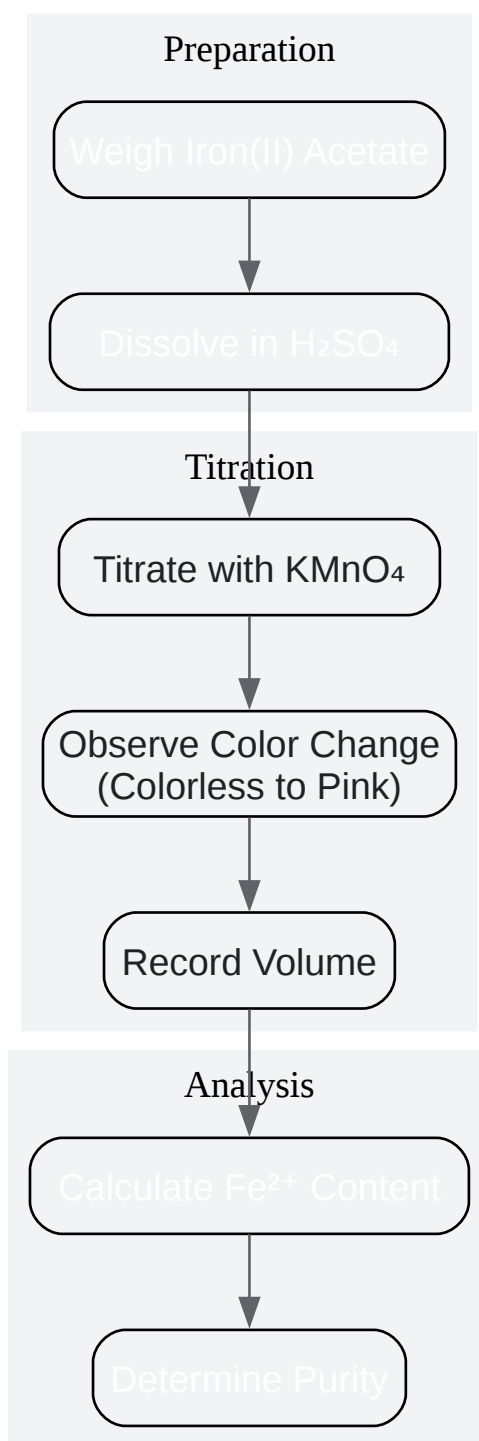 Preparation
Weigh Iron(II) Acetate
Dissolve in H₂SO₄
Titration
Titrate with KMnO₄
Observe Color Change
(Colorless to Pink)
Record Volume
Analysis
Calculate Fe²⁺ Content
Determine Purity